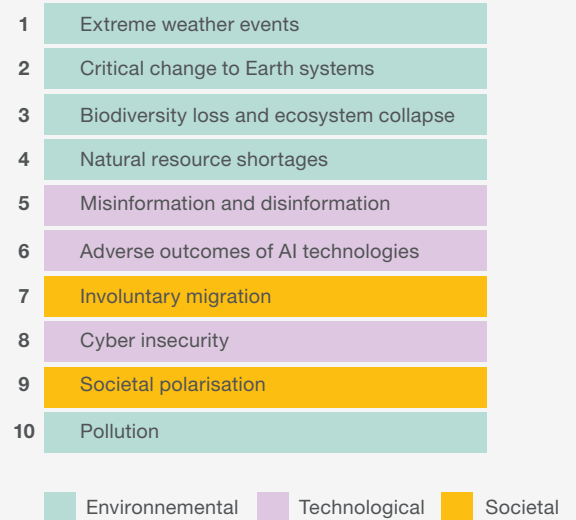 1 Extreme weather events
2 Critical change to Earth systems
3 Biodiversity loss and ecosystem collapse
4 Natural resource shortages
5 Misinformation and disinformation
6 Adverse outcomes of AI technologies
7 Involuntary migration
8 Cyber insecurity
9 Societal polarisation
10 Pollution
Environnemental Technological Societal